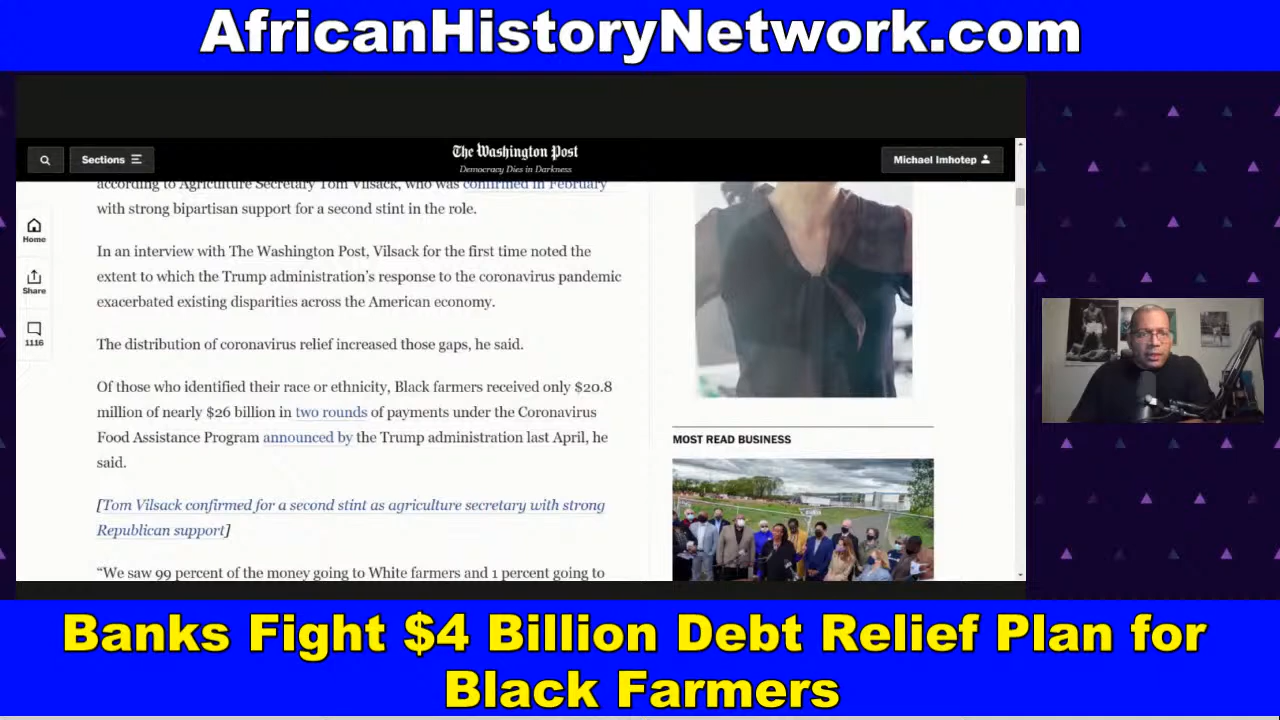 AfricanHistoryNetwork.com
Sections
The Washington Post
Democracy Dies in Darkness
Michael Imhotep
according to Agriculture Secretary Tom Vilsack, who was confirmed in February
with strong bipartisan support for a second stint in the role.
Home
In an interview with The Washington Post, Vilsack for the first time noted the
extent to which the Trump administration's response to the coronavirus pandemic
exacerbated existing disparities across the American economy.
Share
1116
The distribution of coronavirus relief increased those gaps, he said.
Of those who identified their race or ethnicity, Black farmers received only $20.8
million of nearly $26 billion in two rounds of payments under the Coronavirus
Food Assistance Program announced by the Trump administration last April, he
said.
[Tom Vilsack confirmed for a second stint as agriculture secretary with strong
Republican support]
“We saw 99 percent of the money going to White farmers and 1 percent going to
MOST READ BUSINESS
Banks Fight $4 Billion Debt Relief Plan for
Black Farmers